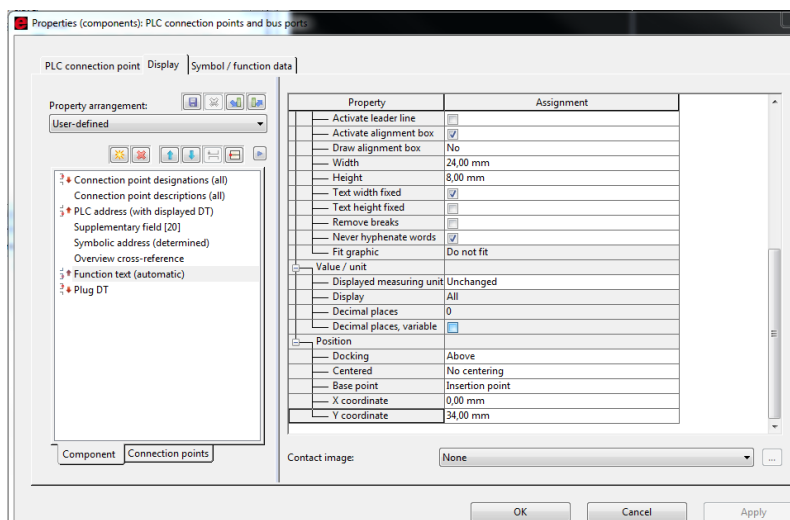 Properties (components): PLC connection points and bus ports
PLC connection point Display Symbol / function data
Property arrangement:
User-defined
Connection point designations (all)
Connection point descriptions (all)
PLC address (with displayed DT)
Supplementary field [20]
Symbolic address (determined)
Overview cross-reference
Function text (automatic)
Plug DT
Component Connection points
Property Assignment
Activate leader line
Activate alignment box
Draw alignment box No
Width 24,00 mm
Height 8,00 mm
Text width fixed
Text height fixed
Remove breaks
Never hyphenate words
Fit graphic Do not fit
Value / unit
Displayed measuring unit Unchanged
Display All
Decimal places 0
Decimal places, variable
Position
Docking Above
Centered No centering
Base point Insertion point
X coordinate 0,00 mm
Y coordinate 34,00 mm
Contact image: None ...
OK Cancel Apply